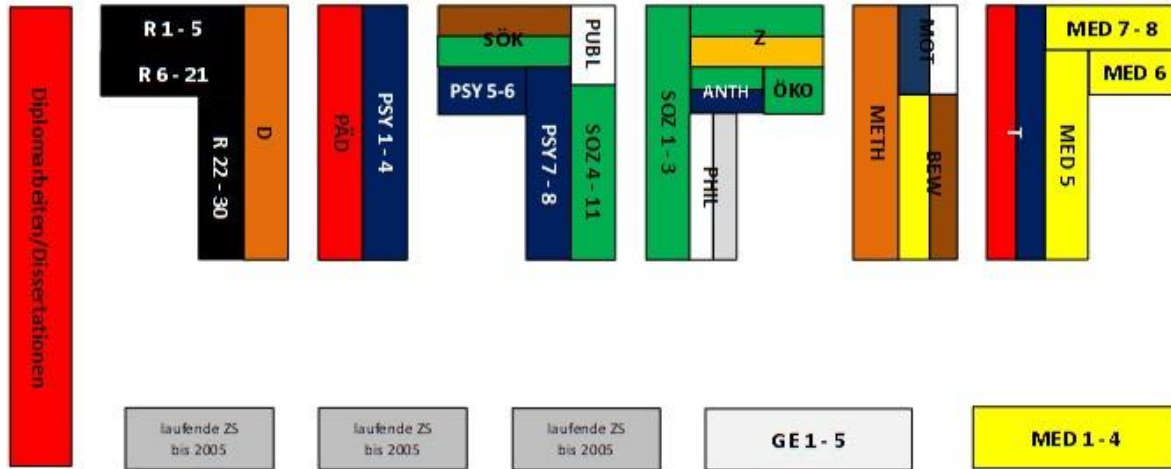 Diplomarbeiten/Dissertationen
R 1 - 5
R 6 - 21
R 22 - 30
D
PÄD
PSY 1 - 4
SÖK
PUBL
PSY 5-6
PSY 7 - 8
SOZ 4 - 11
SOZ 1 - 3
Z
ANTH
ÖKO
PHIL
METH
MOT
BEW
T
MED 7 - 8
MED 6
MED 5
laufende ZS
bis 2005
laufende ZS
bis 2005
laufende ZS
bis 2005
GE 1 - 5
MED 1 - 4